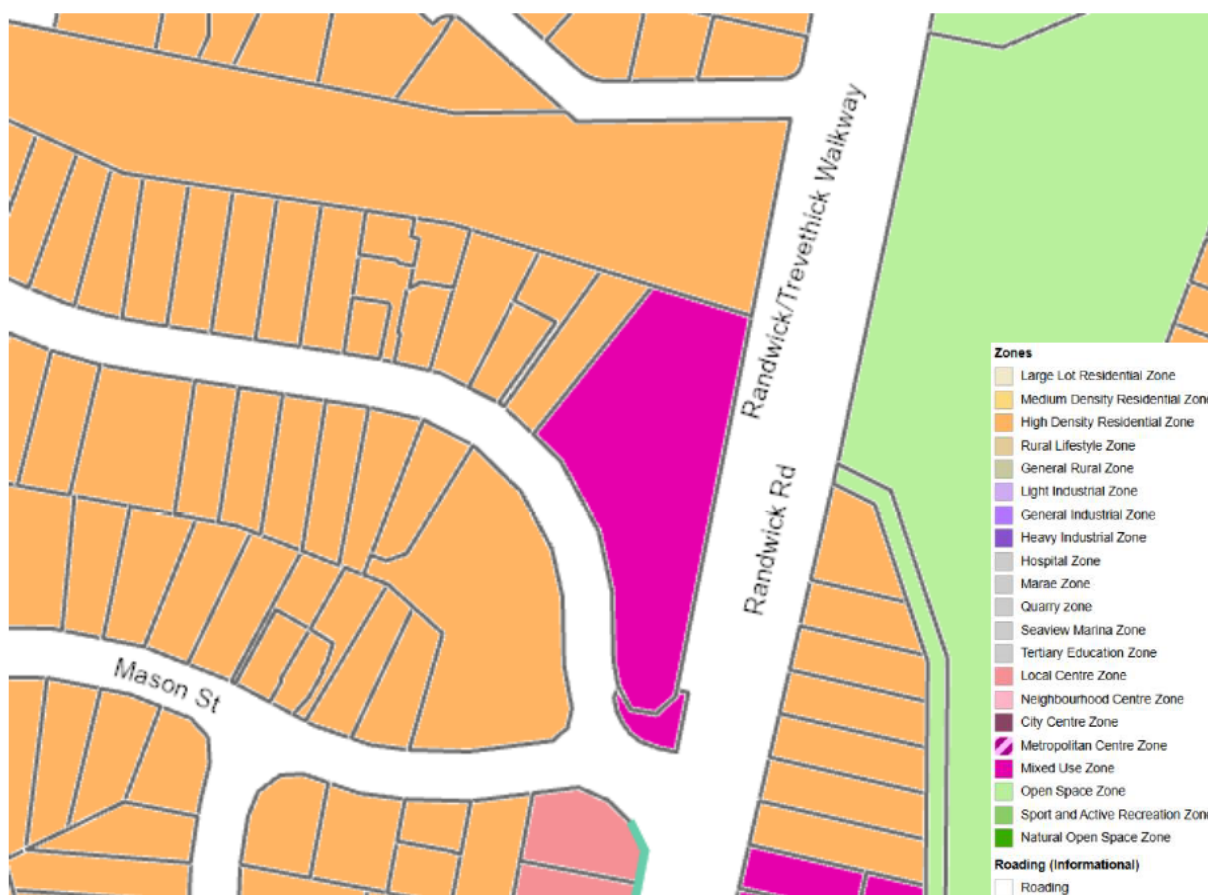 Randwick/Trevethick Walkway
Randwick Rd
Mason St
Zones
Large Lot Residential Zone
Medium Density Residential Zone
High Density Residential Zone
Rural Lifestyle Zone
General Rural Zone
Light Industrial Zone
General Industrial Zone
Heavy Industrial Zone
Hospital Zone
Marae Zone
Quarry zone
Seaview Marina Zone
Tertiary Education Zone
Local Centre Zone
Neighbourhood Centre Zone
City Centre Zone
Metropolitan Centre Zone
Mixed Use Zone
Open Space Zone
Sport and Active Recreation Zone
Natural Open Space Zone
Roading (Informational)
Roading